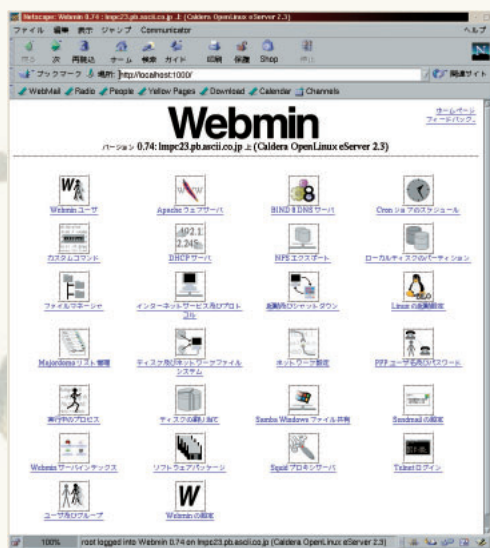 Netscape: Webmin 0.74: lmpc23.pb.ascii.co.jp 上 (Caldera OpenLinux eServer 2.3)
ファイル 編集 表示 ジャンプ Communicator ヘルプ
戻る 次 再読込 ホーム 検索 ガイド 印刷 保護 Shop 停止
ブックマーク 場所: http://localhost:1000/ 関連サイト
WebMail Radio People Yellow Pages Download Calendar Channels
ホームページ
フィードバック..
Webmin
バージョン 0.74: lmpc23.pb.ascii.co.jp 上 (Caldera OpenLinux eServer 2.3)
Webmin ユーザ Apache ウェブサーバ BIND 8 DNS サーバ Cron ジョブのスケジュール
カスタムコマンド DHCP サーバ NFS エクスポート ローカルディスクのパーティション
ファイルマネージャ インターネットサービス及びプロトコル 起動及びシャットダウン Linux の起動設定
Majordomo リスト管理 ディスク及びネットワークファイルシステム ネットワーク設定 PPP ユーザ名及びパスワード
実行中のプロセス ディスクの割り当て Samba Windows ファイル共有 Sendmail の設定
Webmin サーバインデックス ソフトウェアパッケージ Squid プロキシサーバ Telnet ログイン
ユーザ及びグループ Webmin の設定
100% root logged into Webmin 0.74 on lmpc23.pb.ascii.co.jp (Caldera OpenLinux eServer 2.3)